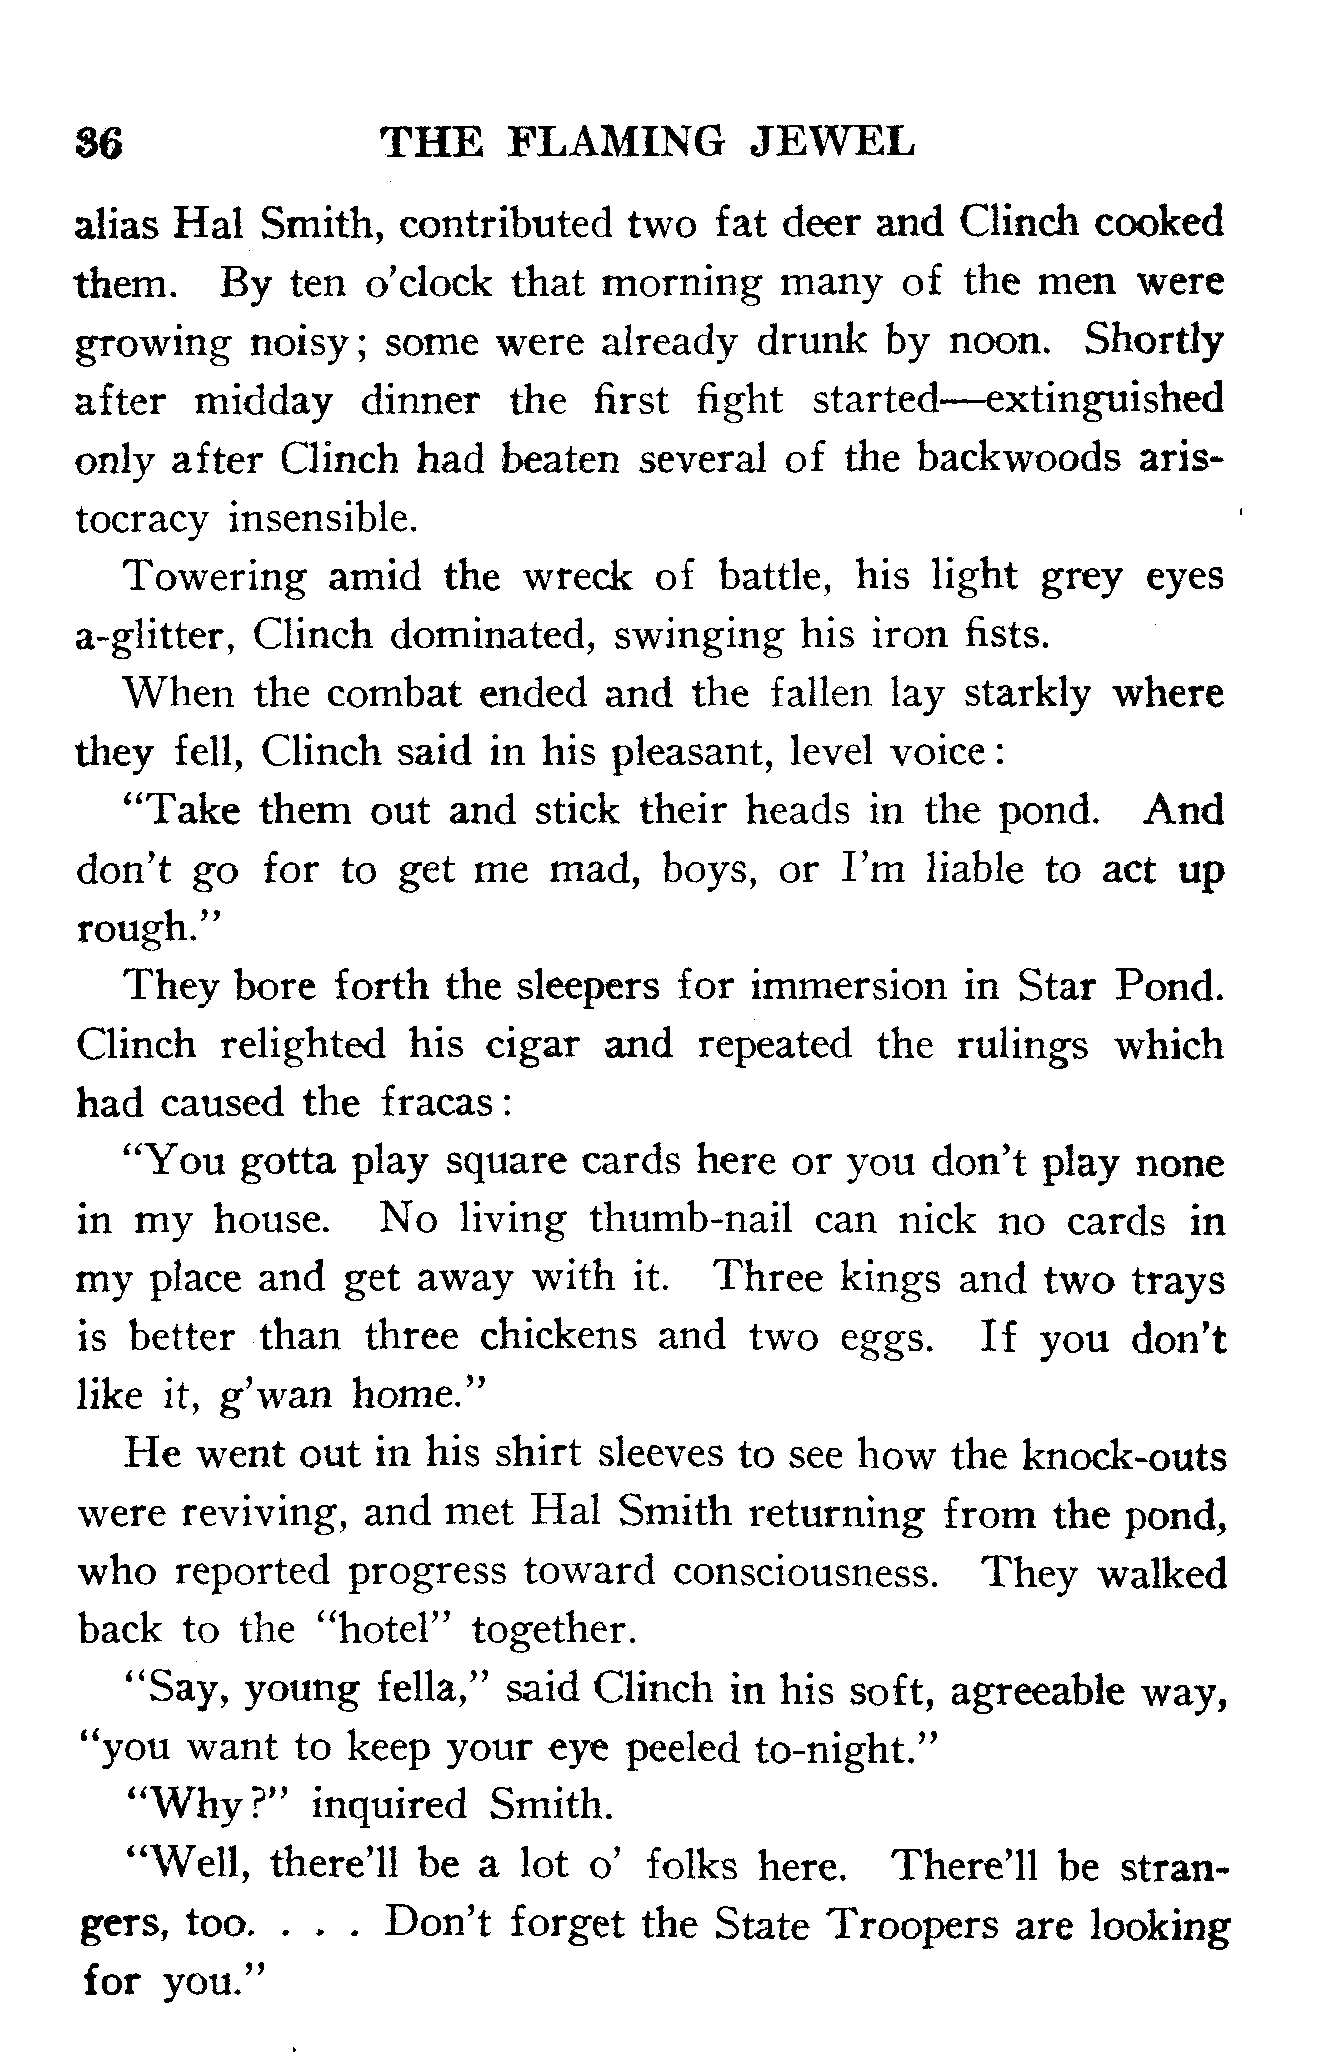 36 THE FLAMING JEWEL
alias Hal Smith, contributed two fat deer and Clinch cooked
them. By ten o'clock that morning many of the men were
growing noisy; some were already drunk by noon. Shortly
after midday dinner the first fight started—extinguished
only after Clinch had beaten several of the backwoods aris-
tocracy insensible.
Towering amid the wreck of battle, his light grey eyes
a-glitter, Clinch dominated, swinging his iron fists.
When the combat ended and the fallen lay starkly where
they fell, Clinch said in his pleasant, level voice:
"Take them out and stick their heads in the pond. And
don't go for to get me mad, boys, or I'm liable to act up
rough."
They bore forth the sleepers for immersion in Star Pond.
Clinch relighted his cigar and repeated the rulings which
had caused the fracas:
"You gotta play square cards here or you don't play none
in my house. No living thumb-nail can nick no cards in
my place and get away with it. Three kings and two trays
is better than three chickens and two eggs. If you don't
like it, g'wan home."
He went out in his shirt sleeves to see how the knock-outs
were reviving, and met Hal Smith returning from the pond,
who reported progress toward consciousness. They walked
back to the "hotel" together.
"Say, young fella," said Clinch in his soft, agreeable way,
"you want to keep your eye peeled to-night."
"Why?" inquired Smith.
"Well, there'll be a lot o' folks here. There'll be stran-
gers, too. . . . Don't forget the State Troopers are looking
for you."